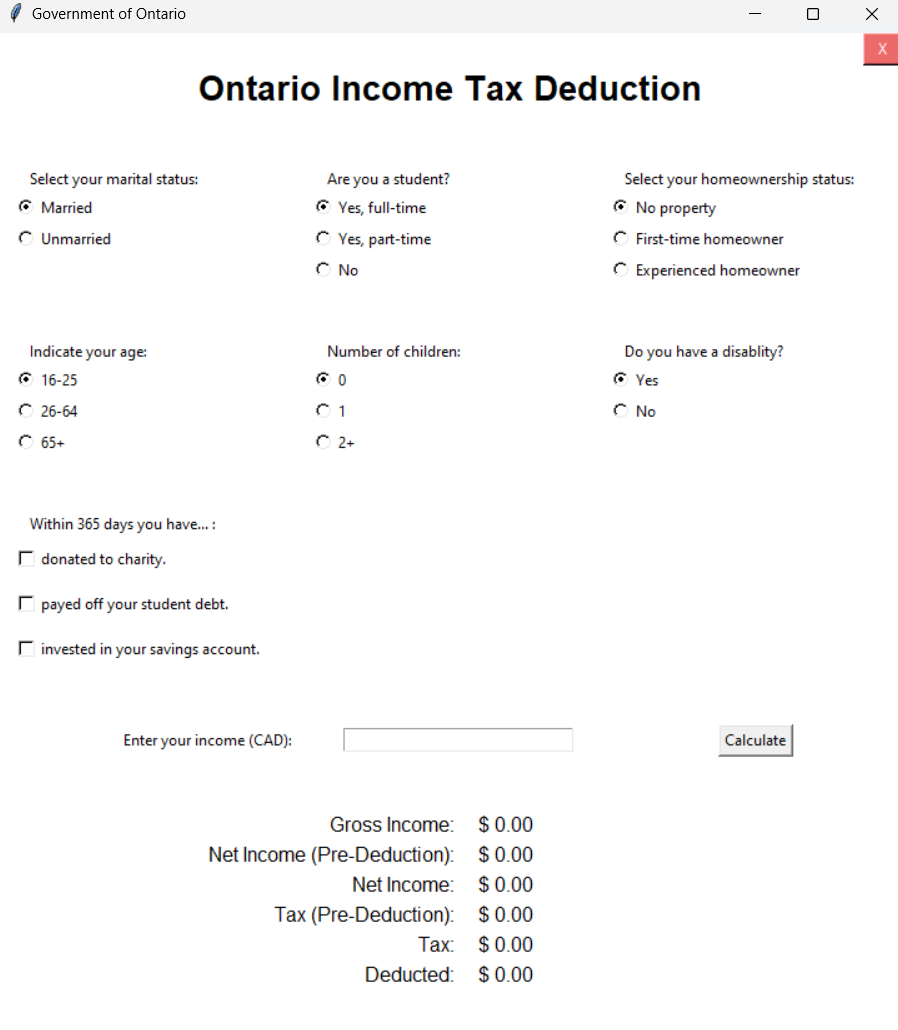 Government of Ontario
X
Ontario Income Tax Deduction
Select your marital status:
Married
Unmarried
Are you a student?
Yes, full-time
Yes, part-time
No
Select your homeownership status:
No property
First-time homeowner
Experienced homeowner
Indicate your age:
16-25
26-64
65+
Number of children:
0
1
2+
Do you have a disablity?
Yes
No
Within 365 days you have... :
donated to charity.
payed off your student debt.
invested in your savings account.
Enter your income (CAD):
Calculate
Gross Income: $ 0.00
Net Income (Pre-Deduction): $ 0.00
Net Income: $ 0.00
Tax (Pre-Deduction): $ 0.00
Tax: $ 0.00
Deducted: $ 0.00